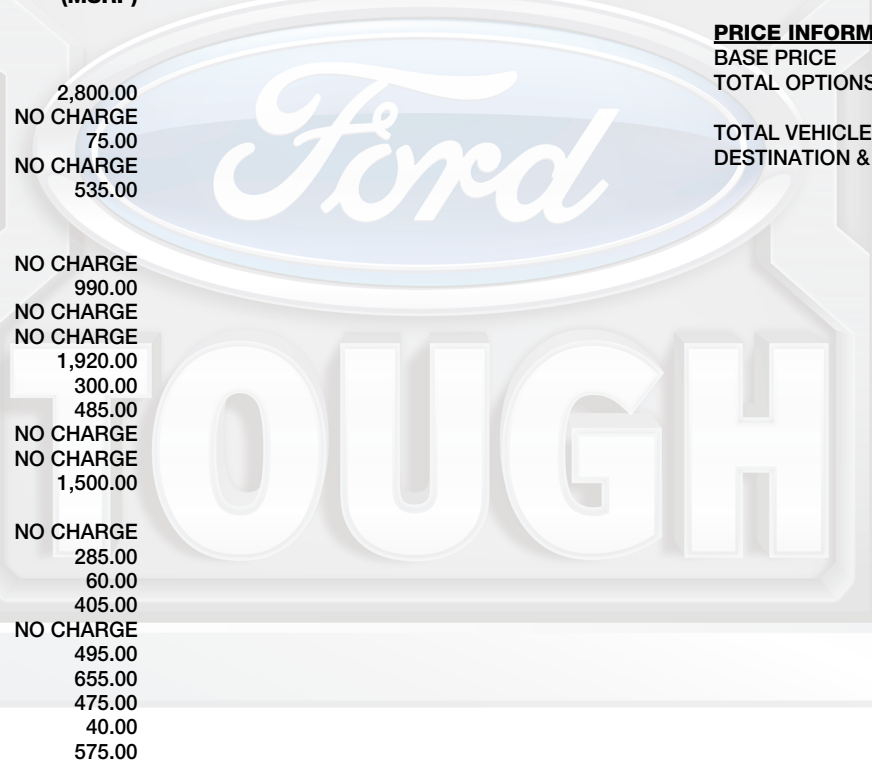 (MSRP)
2,800.00
NO CHARGE
75.00
NO CHARGE
535.00
NO CHARGE
990.00
NO CHARGE
NO CHARGE
1,920.00
300.00
485.00
NO CHARGE
NO CHARGE
1,500.00
NO CHARGE
285.00
60.00
405.00
NO CHARGE
495.00
655.00
475.00
40.00
575.00
PRICE INFORM
BASE PRICE
TOTAL OPTIONS
TOTAL VEHICLE
DESTINATION &
Ford
TOUGH